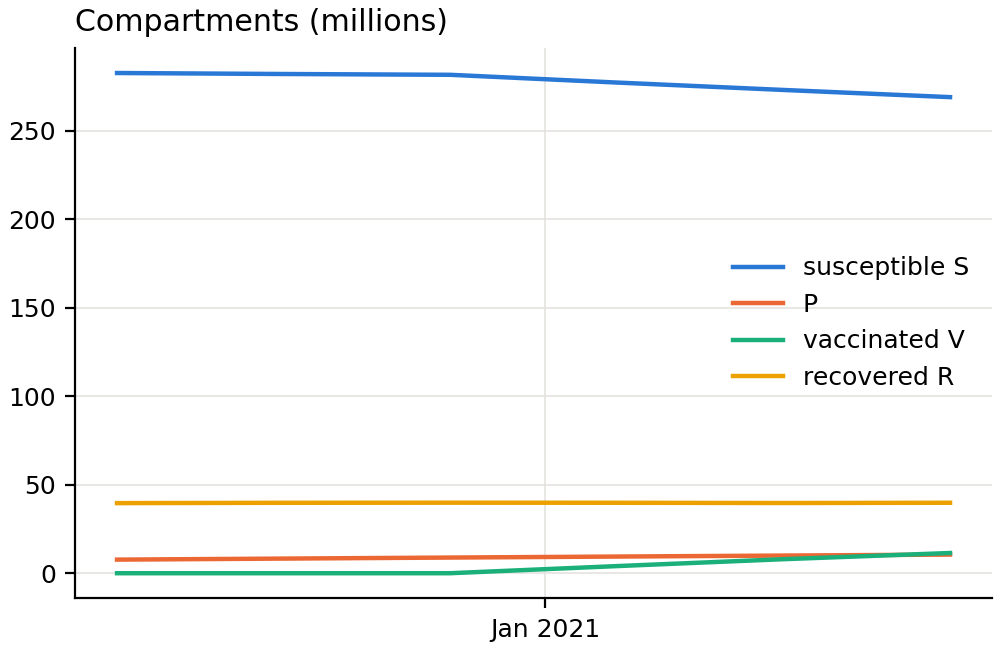 Compartments (millions)
250
200
150
100
50
0
susceptible S
P
vaccinated V
recovered R
Jan 2021